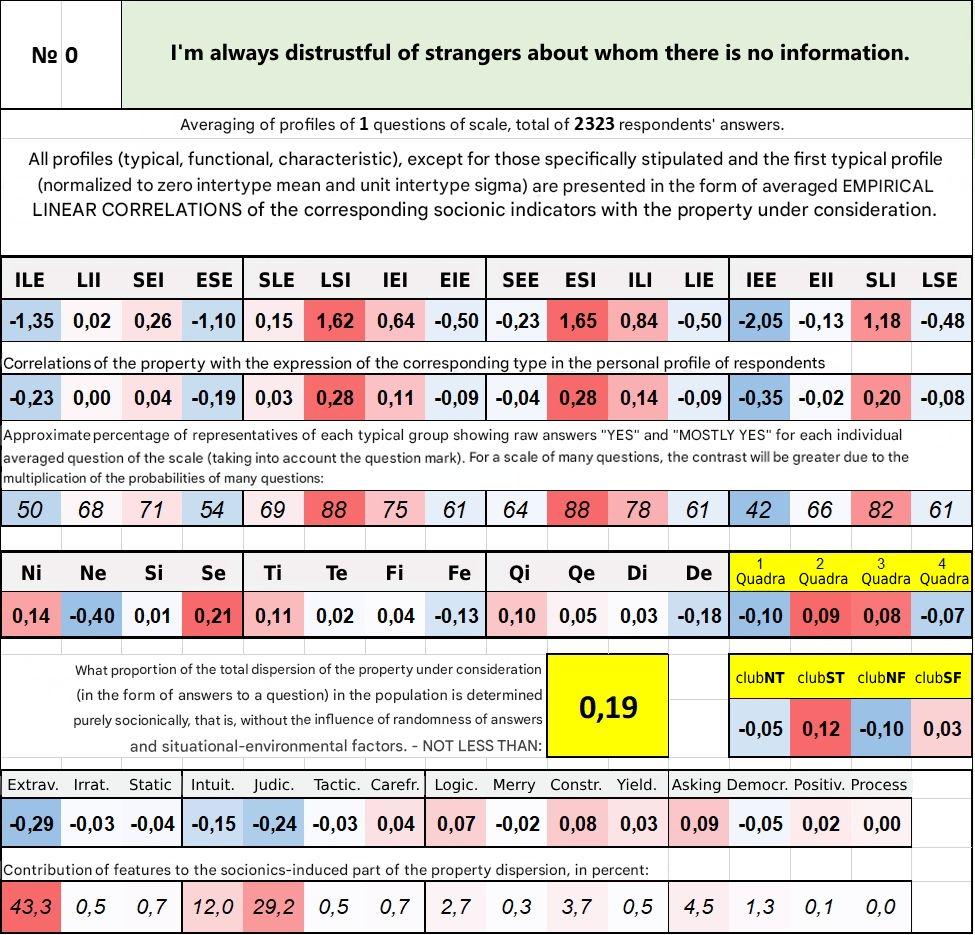 № 0
I'm always distrustful of strangers about whom there is no information.
Averaging of profiles of 1 questions of scale, total of 2323 respondents' answers.
All profiles (typical, functional, characteristic), except for those specifically stipulated and the first typical profile
(normalized to zero intertype mean and unit intertype sigma) are presented in the form of averaged EMPIRICAL
LINEAR CORRELATIONS of the corresponding socionic indicators with the property under consideration.
ILE LII SEI ESE SLE LSI IEI EIE SEE ESI ILI LIE IEE EII SLI LSE
-1,35 0,02 0,26 -1,10 0,15 1,62 0,64 -0,50 -0,23 1,65 0,84 -0,50 -2,05 -0,13 1,18 -0,48
Correlations of the property with the expression of the corresponding type in the personal profile of respondents
-0,23 0,00 0,04 -0,19 0,03 0,28 0,11 -0,09 -0,04 0,28 0,14 -0,09 -0,35 -0,02 0,20 -0,08
Approximate percentage of representatives of each typical group showing raw answers "YES" and "MOSTLY YES" for each individual
averaged question of the scale (taking into account the question mark). For a scale of many questions, the contrast will be greater due to the
multiplication of the probabilities of many questions:
50 68 71 54 69 88 75 61 64 88 78 61 42 66 82 61
Ni Ne Si Se Ti Te Fi Fe Qi Qe Di De 1 Quadra 2 Quadra 3 Quadra 4 Quadra
0,14 -0,40 0,01 0,21 0,11 0,02 0,04 -0,13 0,10 0,05 0,03 -0,18 -0,10 0,09 0,08 -0,07
What proportion of the total dispersion of the property under consideration
(in the form of answers to a question) in the population is determined
purely socionically, that is, without the influence of randomness of answers
and situational-environmental factors. - NOT LESS THAN:
0,19
clubNT clubST clubNF clubSF
-0,05 0,12 -0,10 0,03
Extrav. Irrat. Static Intuit. Judic. Tactic. Carefr. Logic. Merry Constr. Yield. Asking Democr. Positiv. Process
-0,29 -0,03 -0,04 -0,15 -0,24 -0,03 0,04 0,07 -0,02 0,08 0,03 0,09 -0,05 0,02 0,00
Contribution of features to the socionics-induced part of the property dispersion, in percent:
43,3 0,5 0,7 12,0 29,2 0,5 0,7 2,7 0,3 3,7 0,5 4,5 1,3 0,1 0,0